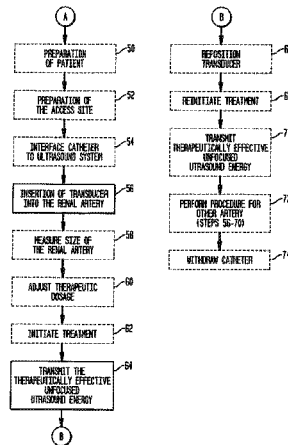 A
PREPARATION
OF PATIENT
50
PREPARATION OF
THE ACCESS SITE
52
INTERFACE CATHETER
TO ULTRASOUND SYSTEM
54
INSERTION OF TRANSDUCER
INTO THE RENAL ARTERY
56
MEASURE SIZE OF
THE RENAL ARTERY
58
ADJUST THERAPEUTIC
DOSAGE
60
INITIATE TREATMENT
62
TRANSMIT THE
THERAPEUTICALLY EFFECTIVE
UNFOCUSED
ULTRASOUND ENERGY
64
B
B
REPOSITION
TRANSDUCER
REINITIATE TREATMENT
TRANSMIT
THERAPEUTICALLY EFFECTIVE
UNFOCUSED
ULTRASOUND ENERGY
PERFORM PROCEDURE FOR
OTHER ARTERY
(STEPS 56-70)
WITHDRAW CATHETER